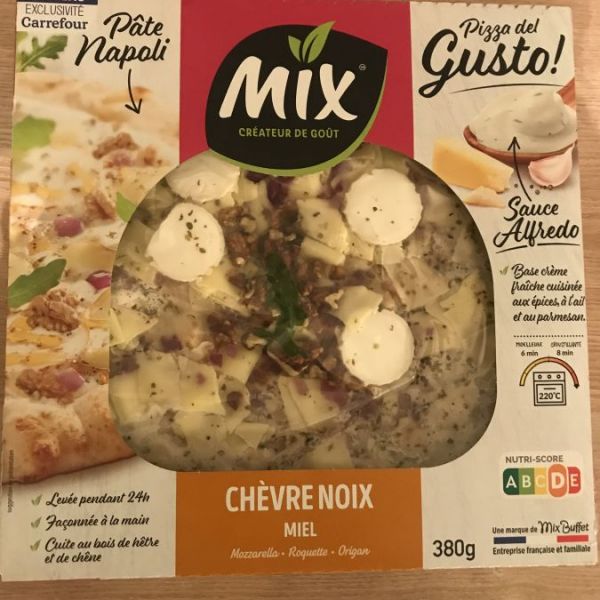 EXCLUSIVITÉ
Carrefour
Pâte
Napoli
MIX
CRÉATEUR DE GOÛT
Pizza del
Gusto!
Sauce
Alfredo
Base crème
fraîche cuisinée
aux épices, à l'ail
et au parmesan.
MOELLEUSE CROUSTILLANTE
6 min 8 min
220°C
NUTRI-SCORE
A B C D E
Levée pendant 24h
Façonnée à la main
Cuite au bois de hêtre
et de chêne
CHÈVRE NOIX
MIEL
Mozzarella • Roquette • Origan
380g
Une marque de Mix Buffet
Entreprise française et familiale